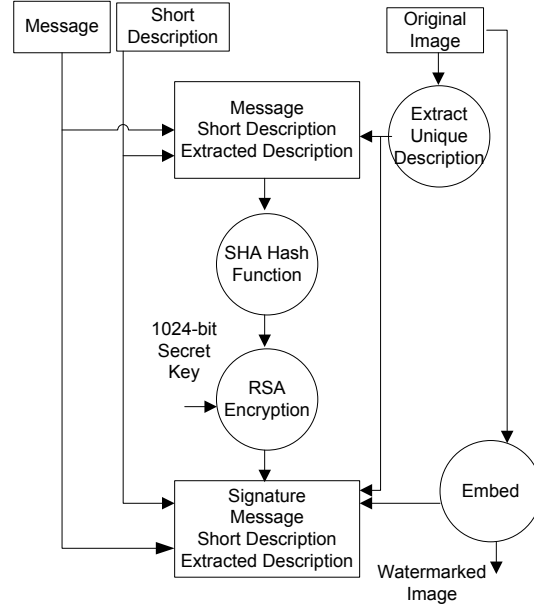 Message
Short
Description
Original
Image
Message
Short Description
Extracted Description
Extract
Unique
Description
SHA Hash
Function
1024-bit
Secret
Key
RSA
Encryption
Signature
Message
Short Description
Extracted Description
Embed
Watermarked
Image